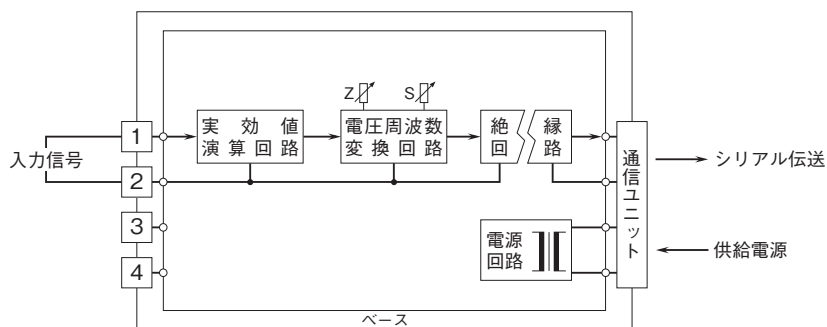 Z
S
1
2
3
4
入力信号
実効値
演算回路
電圧周波数
変換回路
絶縁
回路
通信ユニット
シリアル伝送
電源
回路
供給電源
ベース